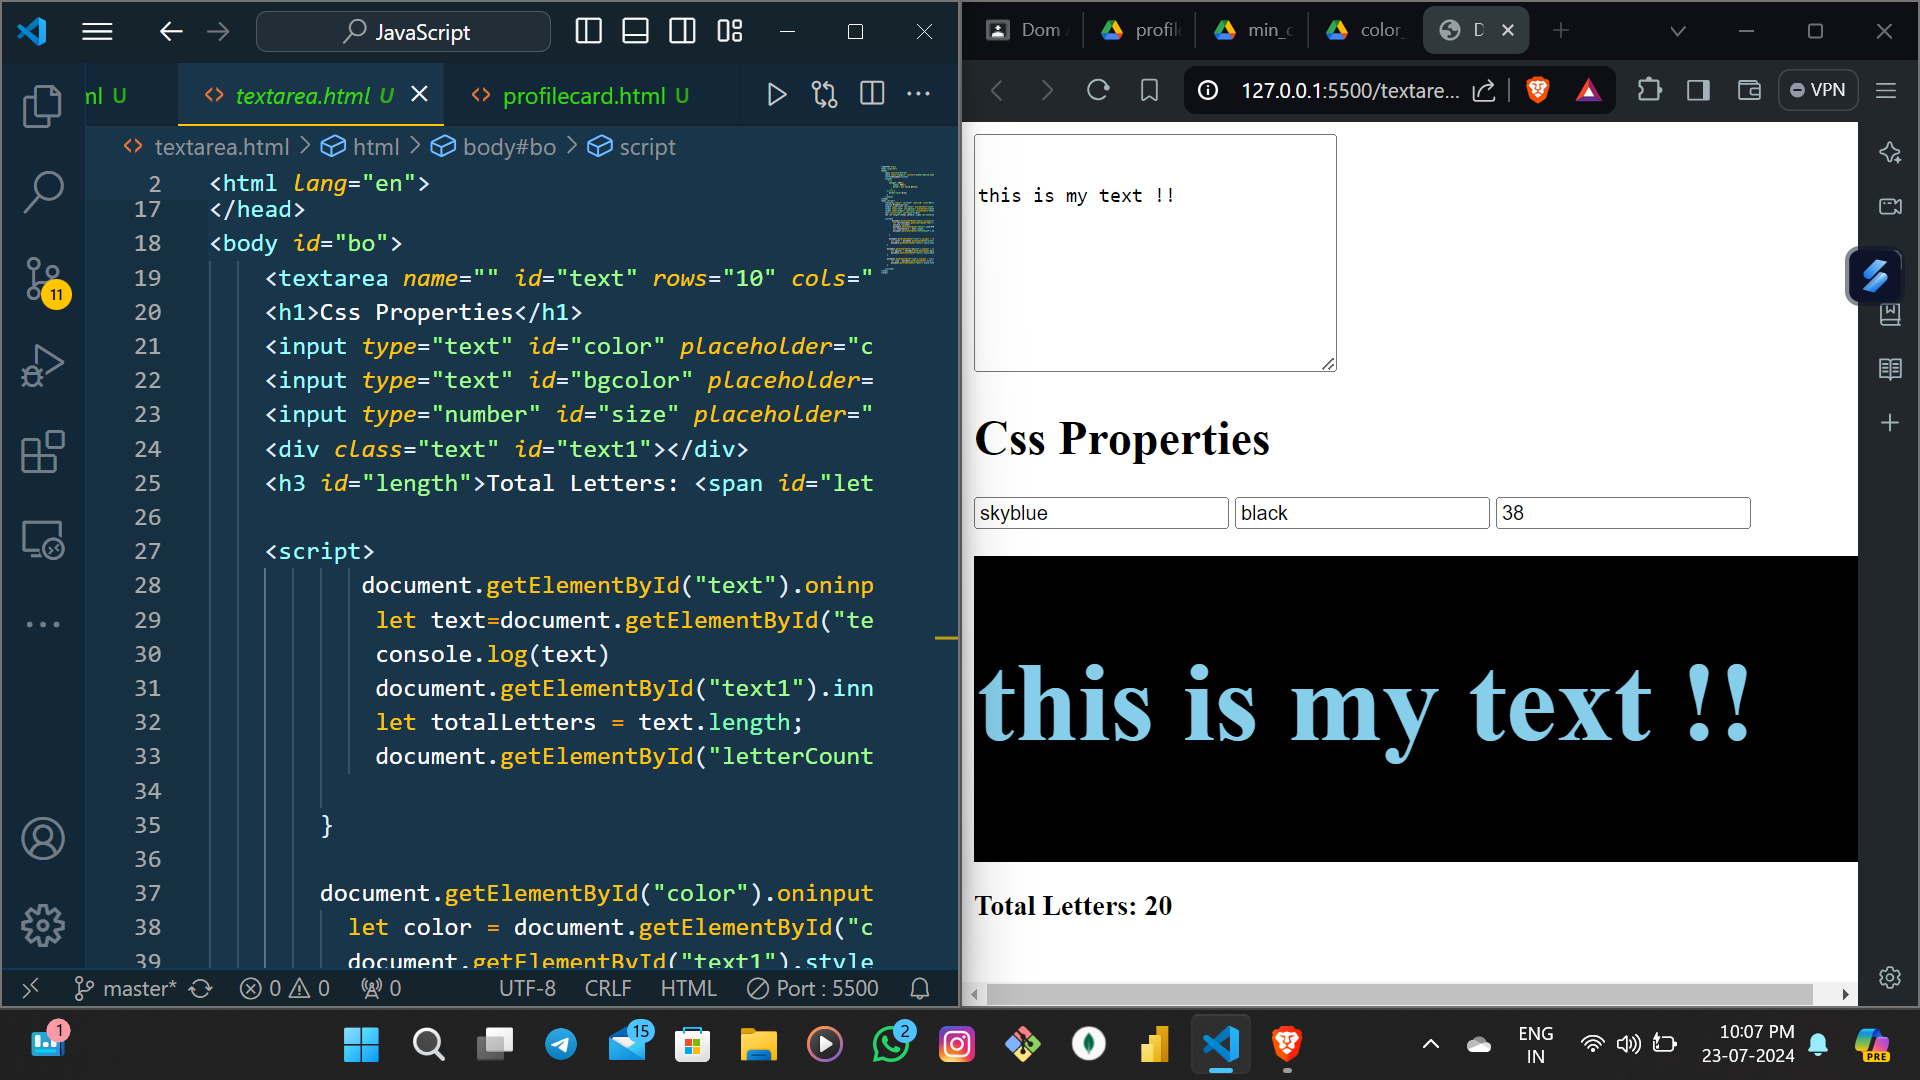 JavaScript
ml U
textarea.html U
profilecard.html U
textarea.html > html > body#bo > script
2 <html lang="en">
17 </head>
18 <body id="bo">
19 <textarea name="" id="text" rows="10" cols="
20 <h1>Css Properties</h1>
21 <input type="text" id="color" placeholder="c
22 <input type="text" id="bgcolor" placeholder=
23 <input type="number" id="size" placeholder="
24 <div class="text" id="text1"></div>
25 <h3 id="length">Total Letters: <span id="let
26
27 <script>
28 document.getElementById("text").oninp
29 let text=document.getElementById("te
30 console.log(text)
31 document.getElementById("text1").inn
32 let totalLetters = text.length;
33 document.getElementById("letterCount
34
35 }
36
37 document.getElementById("color").oninput
38 let color = document.getElementById("c
39 document.getElementById("text1").style
11
master* 0 0 0 UTF-8 CRLF HTML Port : 5500
Dom
profile
min_c
color_
D
127.0.0.1:5500/textare...
VPN
this is my text !!
Css Properties
skyblue
black
38
this is my text !!
Total Letters: 20
1
15
2
ENG
IN
10:07 PM
23-07-2024
PRE